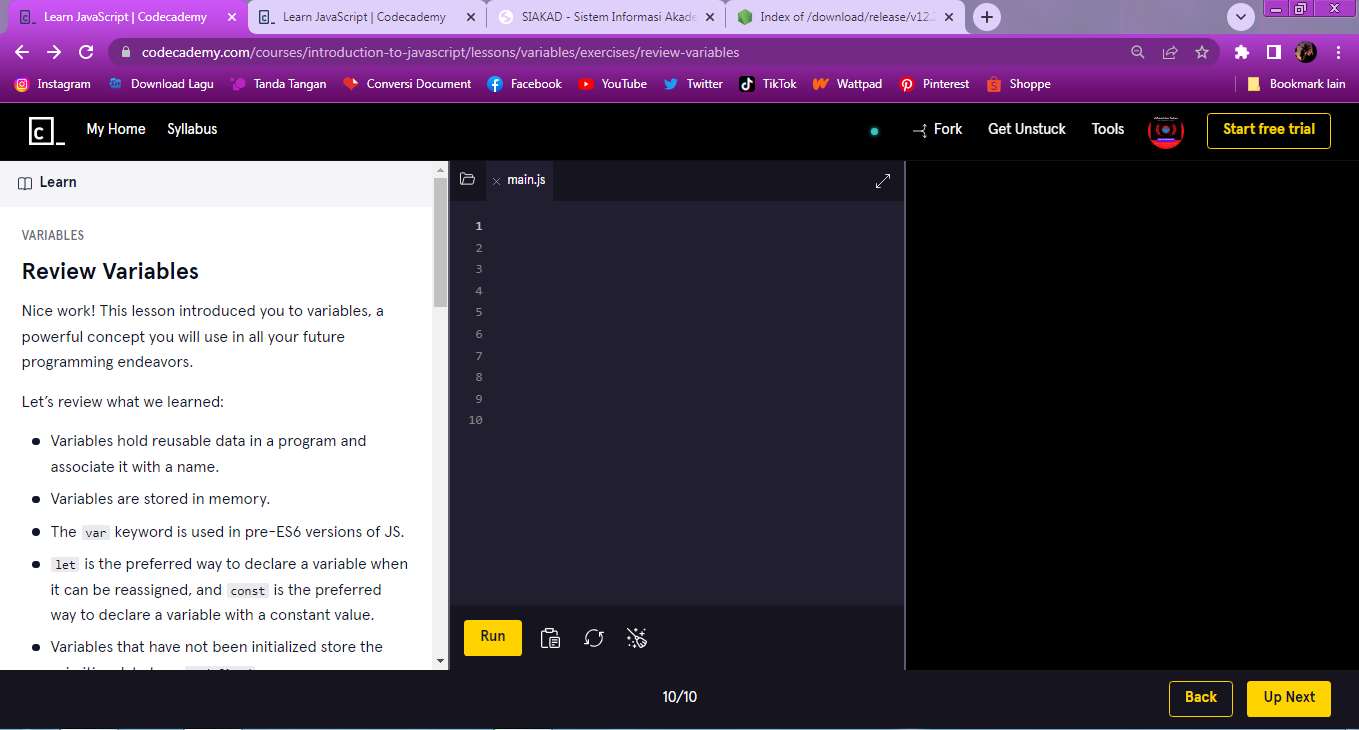 Learn JavaScript | Codecademy
Learn JavaScript | Codecademy
SIAKAD - Sistem Informasi Akade
Index of /download/release/v12.
codecademy.com/courses/introduction-to-javascript/lessons/variables/exercises/review-variables
Instagram
Download Lagu
Tanda Tangan
Conversi Document
Facebook
YouTube
Twitter
TikTok
Wattpad
Pinterest
Shoppe
Bookmark lain
My Home
Syllabus
Fork
Get Unstuck
Tools
Start free trial
Learn
main.js
VARIABLES
Review Variables
Nice work! This lesson introduced you to variables, a
powerful concept you will use in all your future
programming endeavors.
Let’s review what we learned:
Variables hold reusable data in a program and
associate it with a name.
Variables are stored in memory.
The var keyword is used in pre-ES6 versions of JS.
let is the preferred way to declare a variable when
it can be reassigned, and const is the preferred
way to declare a variable with a constant value.
Variables that have not been initialized store the
1
2
3
4
5
6
7
8
9
10
Run
10/10
Back
Up Next